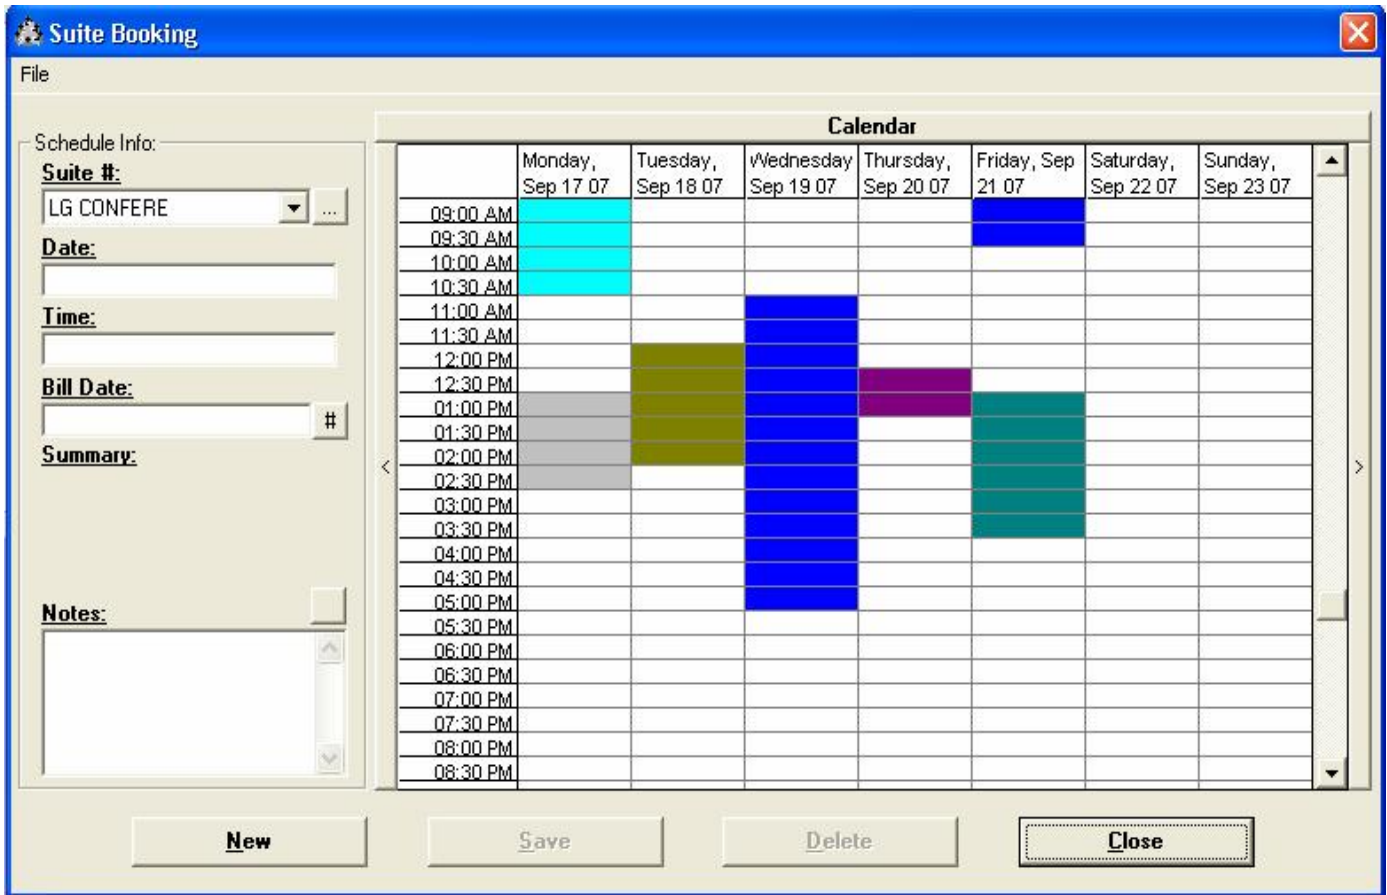 Suite Booking
File
Schedule Info:
Suite #:
LG CONFERE
...
Date:
Time:
Bill Date:
#
Summary:
Notes:
Calendar
<
>
Monday, Sep 17 07
Tuesday, Sep 18 07
Wednesday Sep 19 07
Thursday, Sep 20 07
Friday, Sep 21 07
Saturday, Sep 22 07
Sunday, Sep 23 07
09:00 AM
09:30 AM
10:00 AM
10:30 AM
11:00 AM
11:30 AM
12:00 PM
12:30 PM
01:00 PM
01:30 PM
02:00 PM
02:30 PM
03:00 PM
03:30 PM
04:00 PM
04:30 PM
05:00 PM
05:30 PM
06:00 PM
06:30 PM
07:00 PM
07:30 PM
08:00 PM
08:30 PM
New
Save
Delete
Close